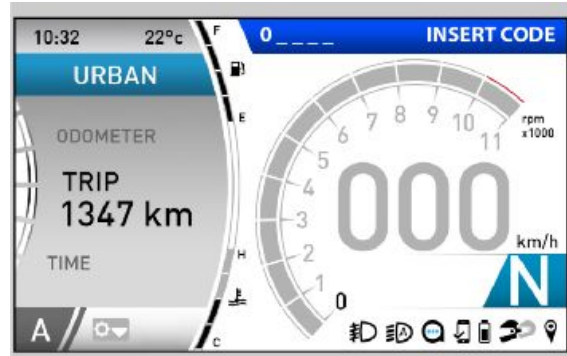 10:32 22°c
URBAN
ODOMETER
TRIP
1347 km
TIME
A
F
E
H
C
0____ INSERT CODE
0
1
2
3
4
5
6
7
8
9
10
11
rpm
x1000
000
km/h
N
A